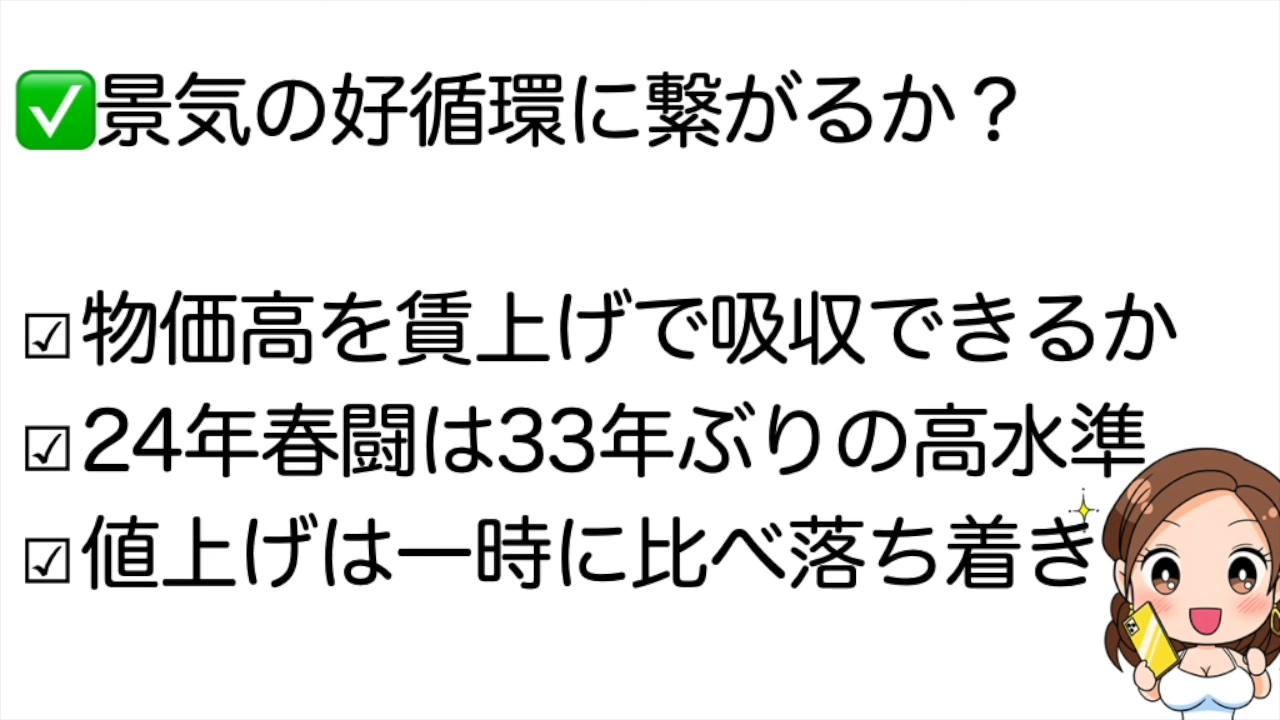 ✅景気の好循環に繋がるか？
☑物価高を賃上げで吸収できるか
☑24年春闘は33年ぶりの高水準
☑値上げは一時に比べ落ち着き